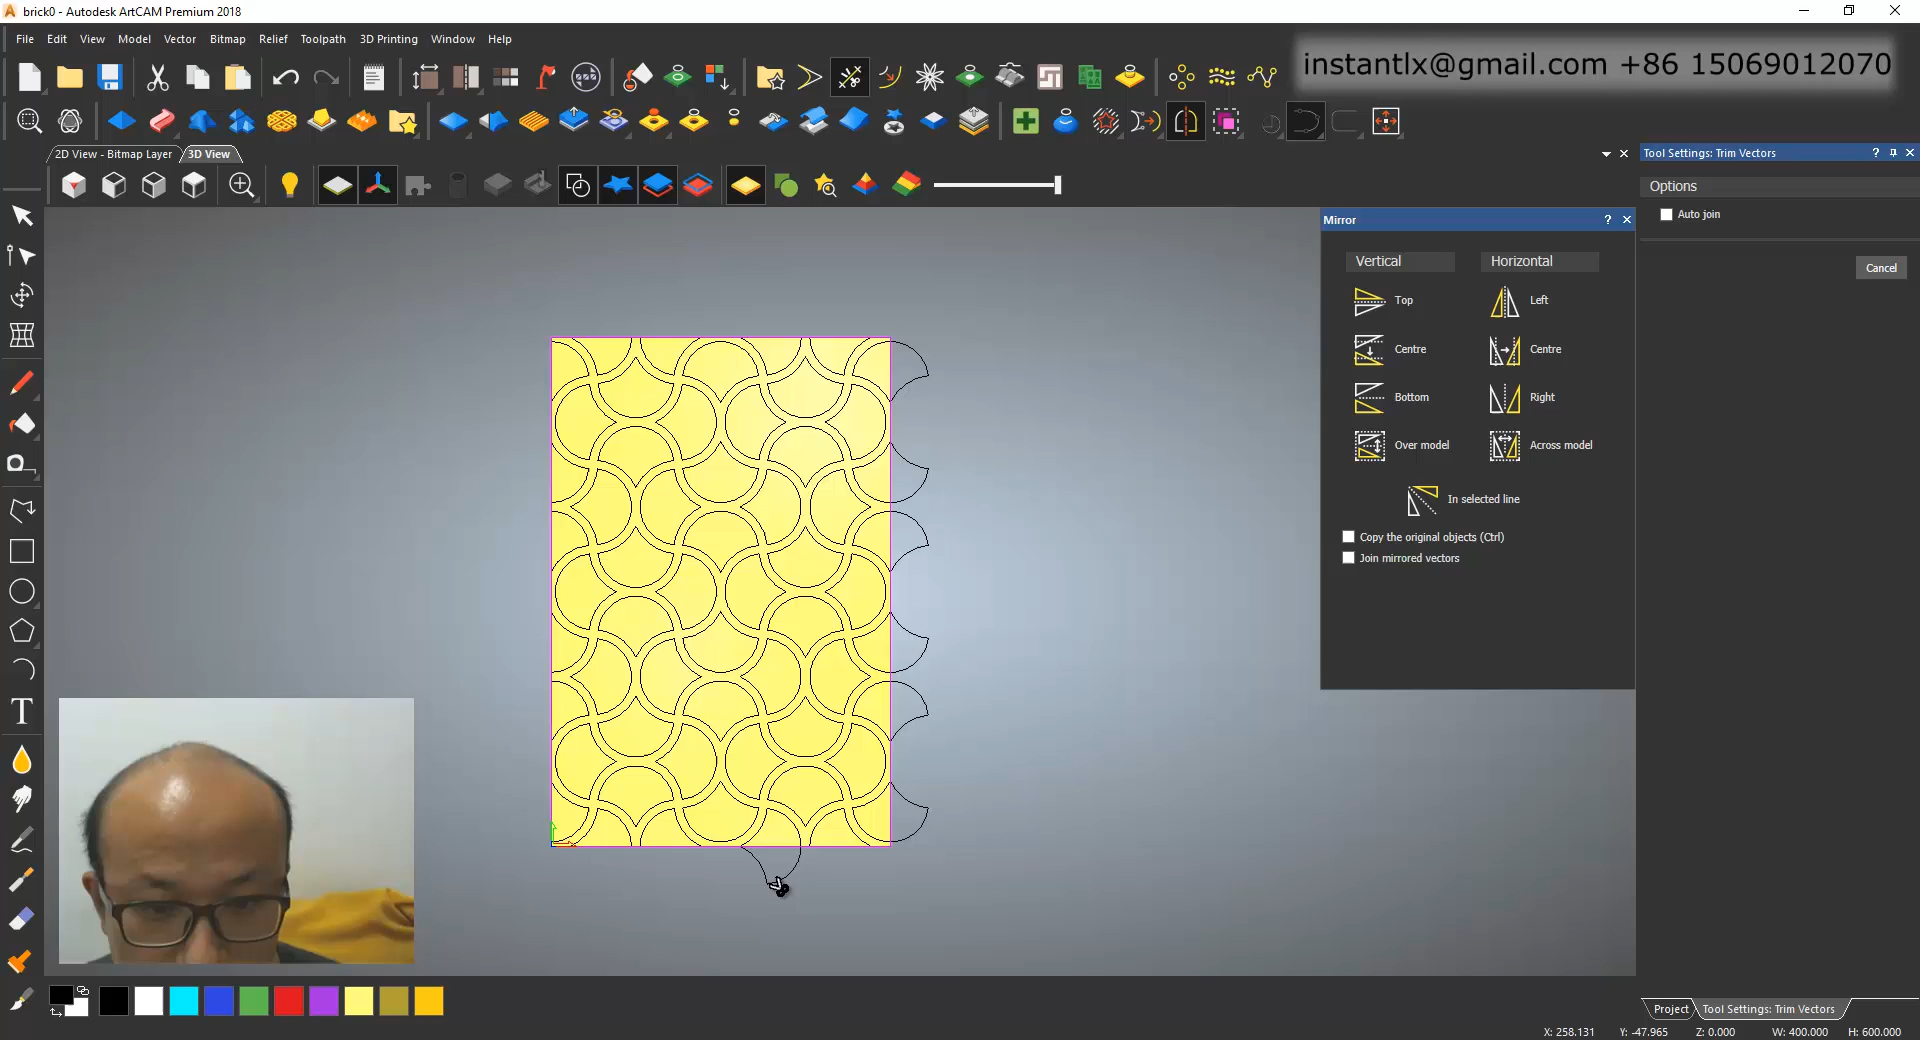 brick0 - Autodesk ArtCAM Premium 2018
File Edit View Model Vector Bitmap Relief Toolpath 3D Printing Window Help
instantlx@gmail.com +86 15069012070
2D View - Bitmap Layer 3D View
Tool Settings: Trim Vectors ?
Options
Auto join
Cancel
Mirror ?
Vertical Horizontal
Top Left
Centre Centre
Bottom Right
Over model Across model
In selected line
Copy the original objects (Ctrl)
Join mirrored vectors
T
Project Tool Settings: Trim Vectors
X: 258.131 Y: -47.965 Z: 0.000 W: 400.000 H: 600.000